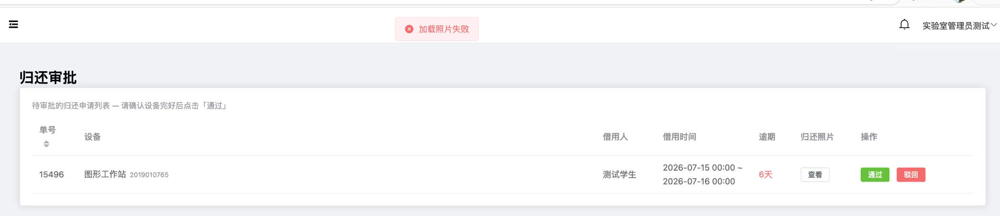 加载照片失败
实验室管理员测试
归还审批
待审批的归还申请列表 — 请确认设备完好后点击「通过」
单号 设备 借用人 借用时间 逾期 归还照片 操作
15496 图形工作站 2019010765 测试学生 2026-07-15 00:00 ~ 6天 查看 通过 驳回
2026-07-16 00:00